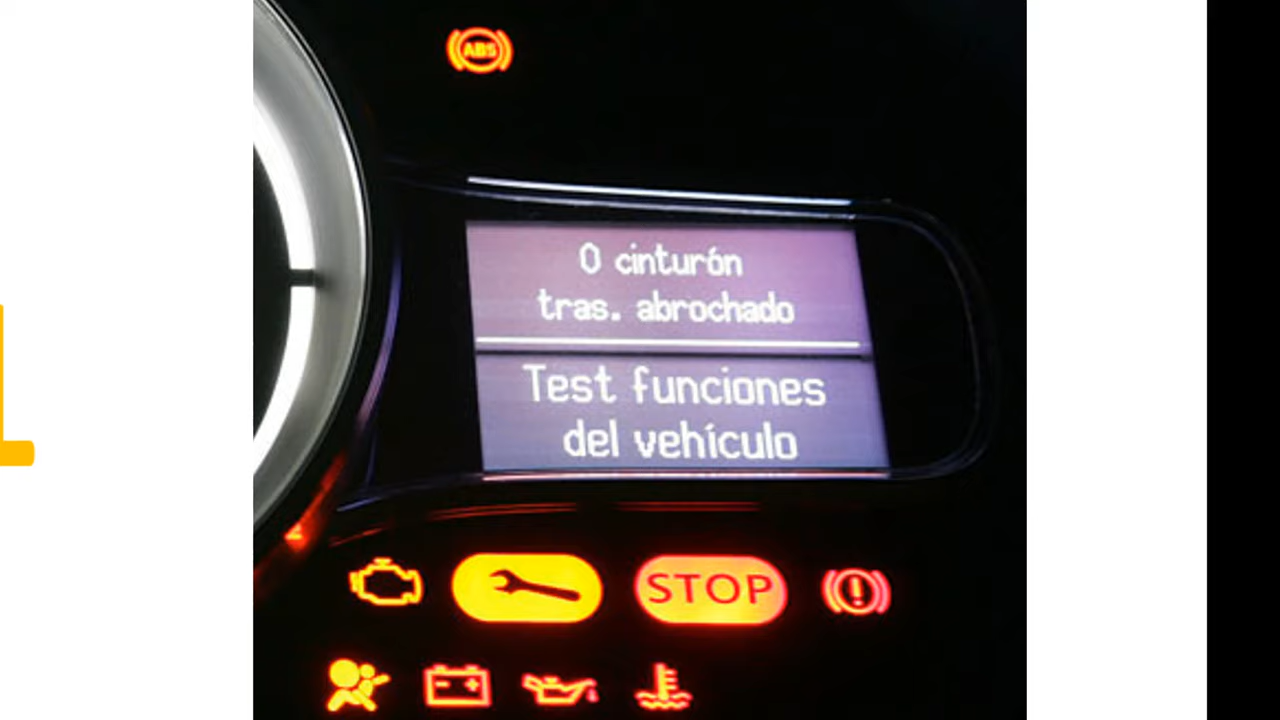 ABS
0 cinturón
tras. abrochado
Test funciones
del vehículo
STOP